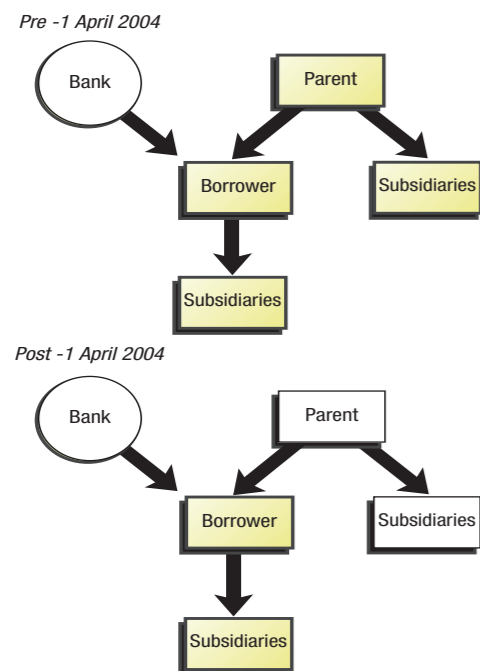 Pre -1 April 2004
Bank
Parent
Borrower
Subsidiaries
Subsidiaries
Post -1 April 2004
Bank
Parent
Borrower
Subsidiaries
Subsidiaries